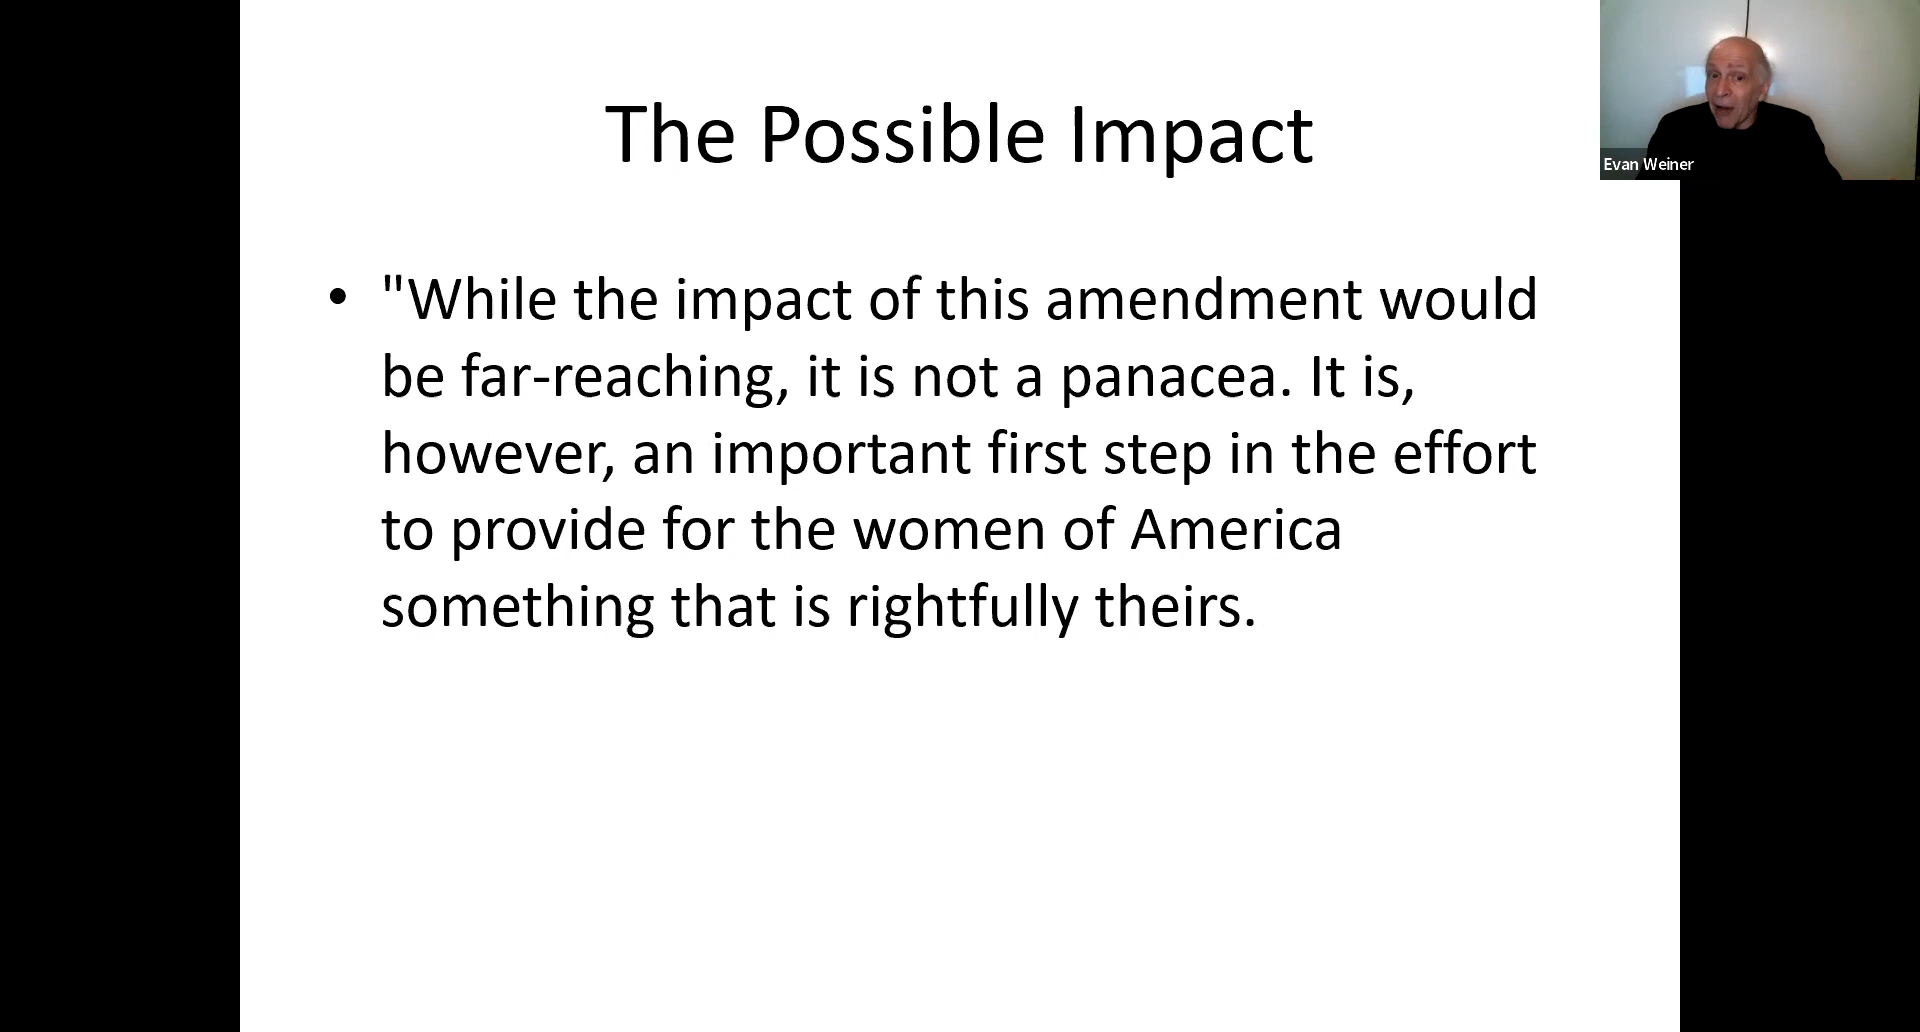 The Possible Impact
Evan Weiner
• "While the impact of this amendment would
be far-reaching, it is not a panacea. It is,
however, an important first step in the effort
to provide for the women of America
something that is rightfully theirs.